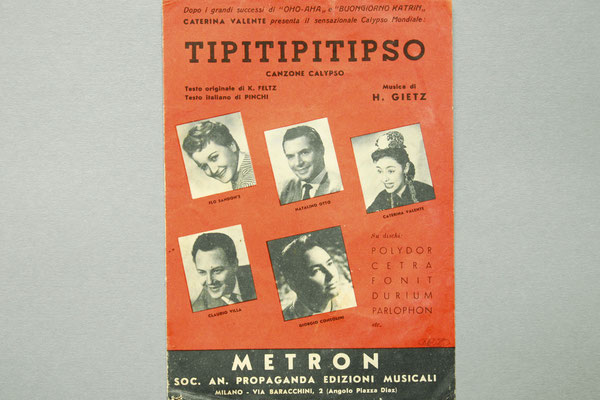 Dopo i grandi successi di "OHO-AHA" e "BUONGIORNO KATRIN"
CATERINA VALENTE presenta il sensazionale Calypso Mondiale:
TIPITIPITIPSO
CANZONE CALYPSO
Testo originale di K. FELTZ
Testo italiano di PINCHI
Musica di
H. GIETZ
FLO SANDON'S
NATALINO OTTO
CATERINA VALENTE
CLAUDIO VILLA
GIORGIO CONSOLINI
Su dischi:
POLYDOR
CETRA
FONIT
DURIUM
PARLOPHON
etc.
METRON
SOC. AN. PROPAGANDA EDIZIONI MUSICALI
MILANO - VIA BARACCHINI, 2 (Angolo Piazza Diaz)